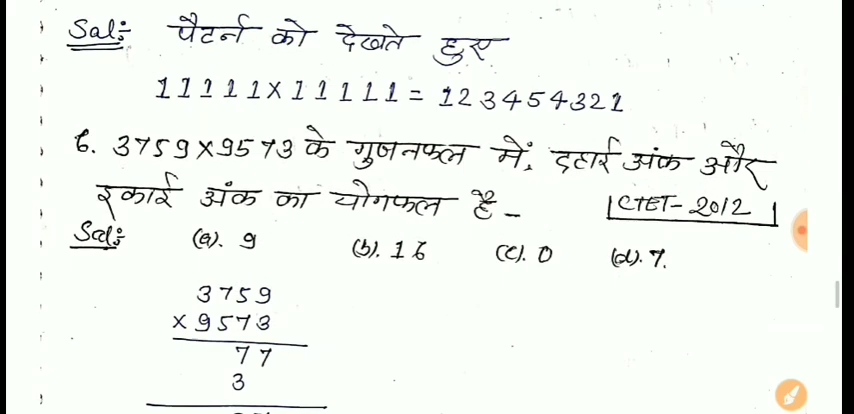 Sol: पैटर्न को देखते हुए
11111×11111 = 123454321
6. 3759×9573 के गुजनफल में, दहाई अंक और
इकाई अंक का योगफल है -
CTET- 2012
Sol: (a). 9 (b). 16 (c). 0 (d). 7.
3759
× 9573
77
3